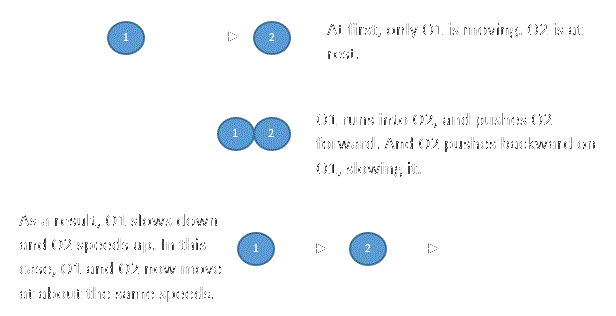 1
2
At first, only O1 is moving. O2 is at
rest.
1
2
O1 runs into O2, and pushes O2
forward. And O2 pushes backward on
O1, slowing it.
As a result, O1 slows down
and O2 speeds up. In this
case, O1 and O2 now move
at about the same speeds.
1
2